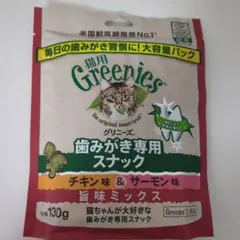 米国獣医師推奨No.1*
毎日の歯みがき習慣に!大容量パック
猫用
Greenies
the original smart treat
グリニーズ
歯みがき専用
スナック
チキン味&サーモン味
旨味ミックス
130g
猫ちゃんが大好きな
歯みがき専用スナック
Greenies